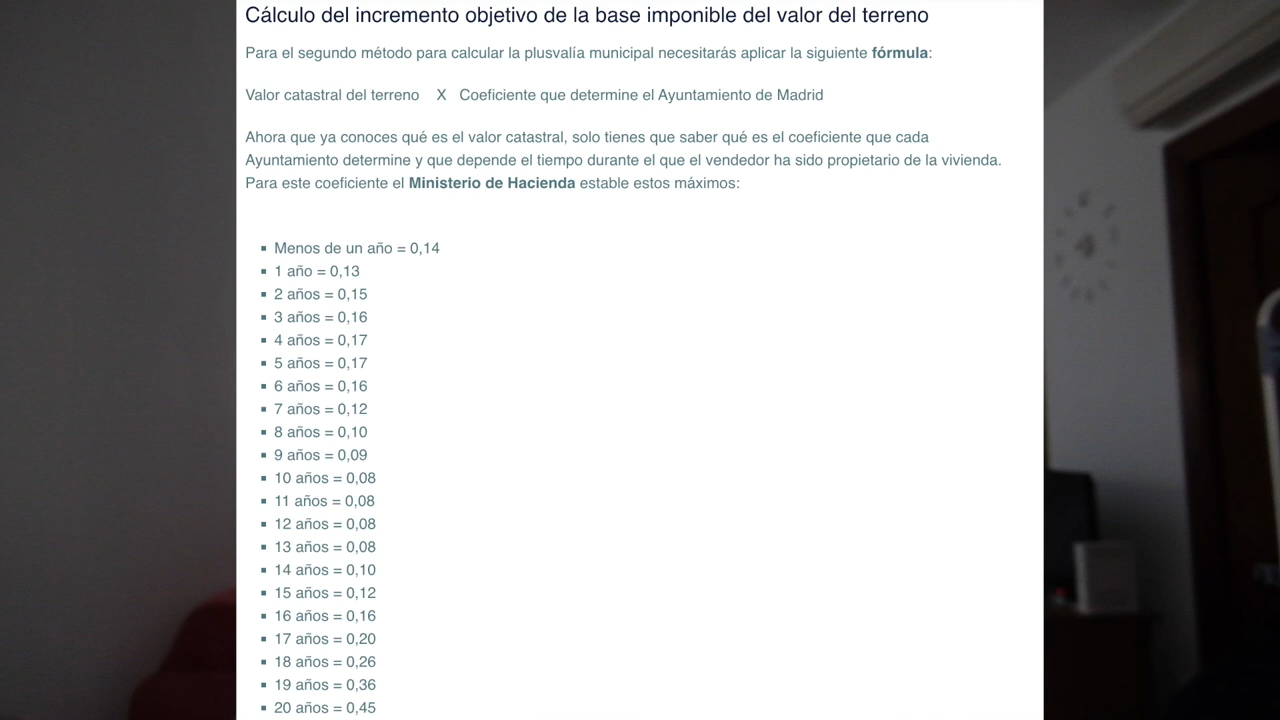 Cálculo del incremento objetivo de la base imponible del valor del terreno
Para el segundo método para calcular la plusvalía municipal necesitarás aplicar la siguiente fórmula:
Valor catastral del terreno X Coeficiente que determine el Ayuntamiento de Madrid
Ahora que ya conoces qué es el valor catastral, solo tienes que saber qué es el coeficiente que cada
Ayuntamiento determine y que depende el tiempo durante el que el vendedor ha sido propietario de la vivienda.
Para este coeficiente el Ministerio de Hacienda estable estos máximos:
▪ Menos de un año = 0,14
▪ 1 año = 0,13
▪ 2 años = 0,15
▪ 3 años = 0,16
▪ 4 años = 0,17
▪ 5 años = 0,17
▪ 6 años = 0,16
▪ 7 años = 0,12
▪ 8 años = 0,10
▪ 9 años = 0,09
▪ 10 años = 0,08
▪ 11 años = 0,08
▪ 12 años = 0,08
▪ 13 años = 0,08
▪ 14 años = 0,10
▪ 15 años = 0,12
▪ 16 años = 0,16
▪ 17 años = 0,20
▪ 18 años = 0,26
▪ 19 años = 0,36
▪ 20 años = 0,45